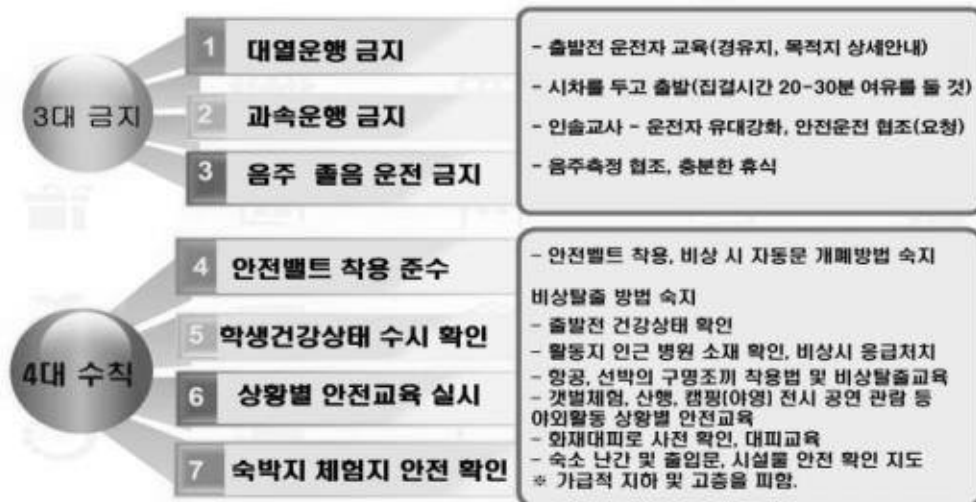 3대 금지
1 대열운행 금지
2 과속운행 금지
3 음주 졸음 운전 금지
- 출발전 운전자 교육(경유지, 목적지 상세안내)
- 시차를 두고 출발(집결시간 20-30분 여유를 둘 것)
- 인솔교사 - 운전자 유대강화, 안전운전 협조(요청)
- 음주측정 협조, 충분한 휴식
4대 수칙
4 안전밸트 착용 준수
5 학생건강상태 수시 확인
6 상황별 안전교육 실시
7 숙박지 체험지 안전 확인
- 안전벨트 착용, 비상 시 자동문 개폐방법 숙지
비상탈출 방법 숙지
- 출발전 건강상태 확인
- 활동지 인근 병원 소재 확인, 비상시 응급처치
- 항공, 선박의 구명조끼 착용법 및 비상탈출교육
- 갯벌체험, 산행, 캠핑(야영) 전시 공연 관람 등
야외활동 상황별 안전교육
- 화재대피로 사전 확인, 대피교육
- 숙소 난간 및 출입문, 시설물 안전 확인 지도
※ 가급적 지하 및 고층을 피함.